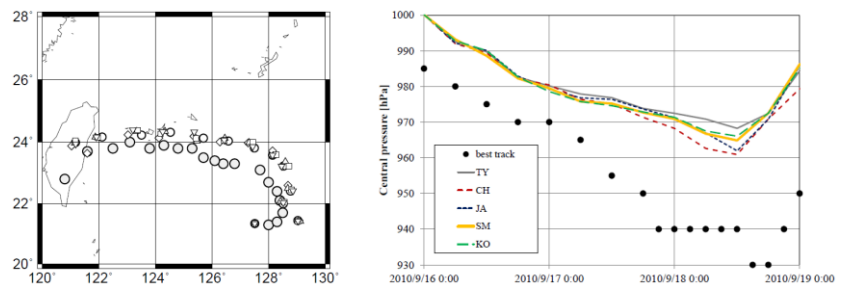 28°
26°
24°
22°
20°
120° 122° 124° 126° 128° 130°
Central pressure [hPa]
1000
990
980
970
960
950
940
930
best track
TY
CH
JA
SM
KO
2010/9/16 0:00 2010/9/17 0:00 2010/9/18 0:00 2010/9/19 0:00